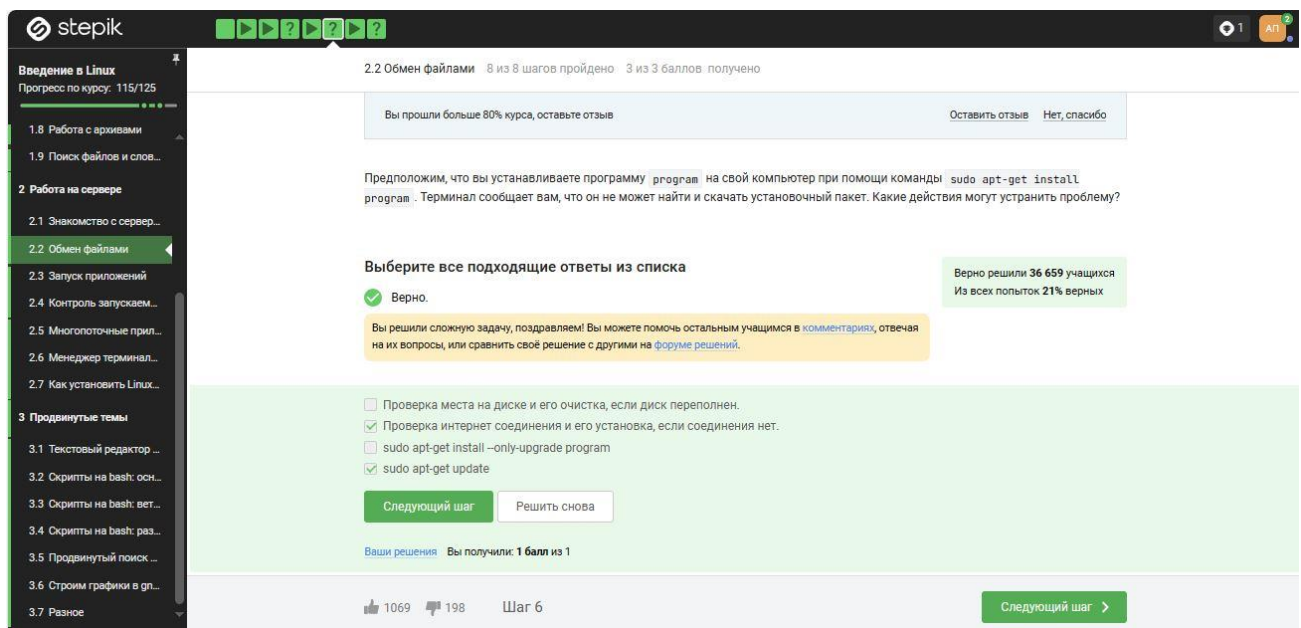 stepik
?
?
?
1
АП
2
Введение в Linux
Прогресс по курсу: 115/125
1.8 Работа с архивами
1.9 Поиск файлов и слов...
2 Работа на сервере
2.1 Знакомство с сервер...
2.2 Обмен файлами
2.3 Запуск приложений
2.4 Контроль запускаем...
2.5 Многопоточные прил...
2.6 Менеджер терминал...
2.7 Как установить Linux...
3 Продвинутые темы
3.1 Текстовый редактор ...
3.2 Скрипты на bash: осн...
3.3 Скрипты на bash: вет...
3.4 Скрипты на bash: раз...
3.5 Продвинутый поиск ...
3.6 Строим графики в gn...
3.7 Разное
2.2 Обмен файлами 8 из 8 шагов пройдено 3 из 3 баллов получено
Вы прошли больше 80% курса, оставьте отзыв Оставить отзыв Нет, спасибо
Предположим, что вы устанавливаете программу program на свой компьютер при помощи команды sudo apt-get install
program . Терминал сообщает вам, что он не может найти и скачать установочный пакет. Какие действия могут устранить проблему?
Выберите все подходящие ответы из списка
Верно.
Вы решили сложную задачу, поздравляем! Вы можете помочь остальным учащимся в комментариях, отвечая
на их вопросы, или сравнить своё решение с другими на форуме решений.
Верно решили 36 659 учащихся
Из всех попыток 21% верных
Проверка места на диске и его очистка, если диск переполнен.
Проверка интернет соединения и его установка, если соединения нет.
sudo apt-get install --only-upgrade program
sudo apt-get update
Следующий шаг Решить снова
Ваши решения Вы получили: 1 балл из 1
1069 198 Шаг 6 Следующий шаг